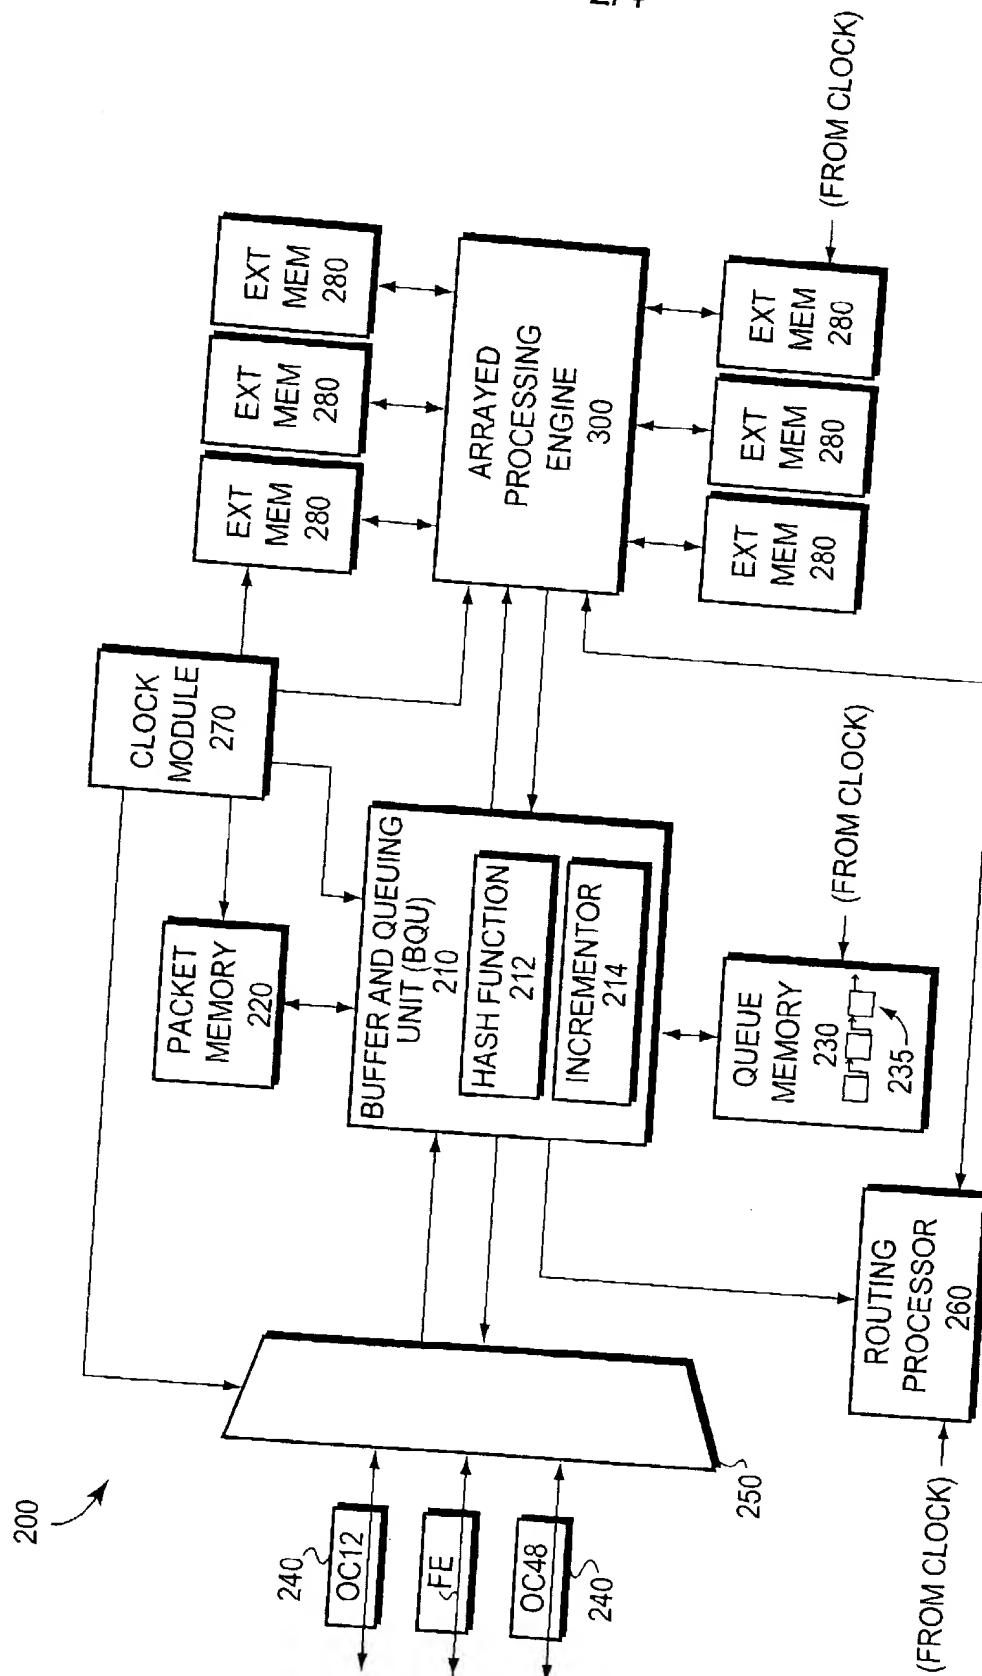 200
CLOCK
MODULE
270
PACKET
MEMORY
220
EXT
MEM
280
EXT
MEM
280
EXT
MEM
280
240
OC12
FE
OC48
240
250
BUFFER AND QUEUING
UNIT (BQU)
210
HASH FUNCTION
212
INCREMENTOR
214
ARRAYED
PROCESSING
ENGINE
300
QUEUE
MEMORY
230
235
(FROM CLOCK)
EXT
MEM
280
EXT
MEM
280
EXT
MEM
280
(FROM CLOCK)
ROUTING
PROCESSOR
260
(FROM CLOCK)